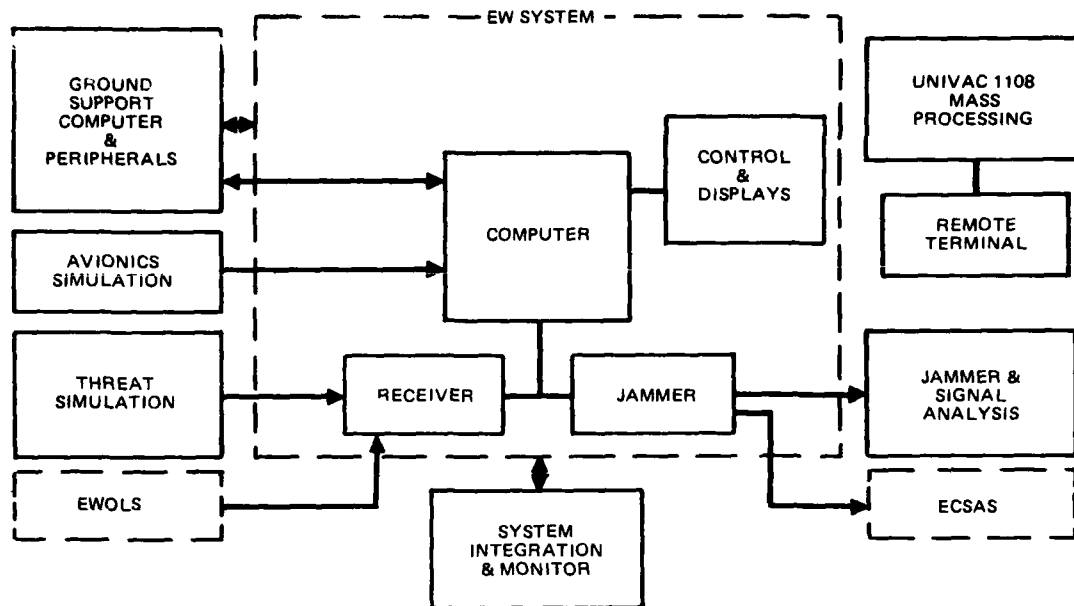 EW SYSTEM
GROUND
SUPPORT
COMPUTER
&
PERIPHERALS
UNIVAC 1108
MASS
PROCESSING
CONTROL
&
DISPLAYS
COMPUTER
REMOTE
TERMINAL
AVIONICS
SIMULATION
THREAT
SIMULATION
RECEIVER
JAMMER
JAMMER &
SIGNAL
ANALYSIS
EWOLS
SYSTEM
INTEGRATION
& MONITOR
ECSAS